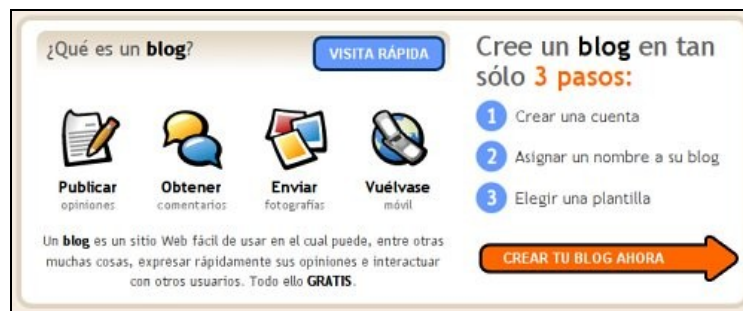 ¿Qué es un blog?
VISITA RÁPIDA
Publicar
opiniones
Obtener
comentarios
Enviar
fotografías
Vuélvase
móvil
Un blog es un sitio Web fácil de usar en el cual puede, entre otras
muchas cosas, expresar rápidamente sus opiniones e interactuar
con otros usuarios. Todo ello GRATIS.
Cree un blog en tan
sólo 3 pasos:
1 Crear una cuenta
2 Asignar un nombre a su blog
3 Elegir una plantilla
CREAR TU BLOG AHORA